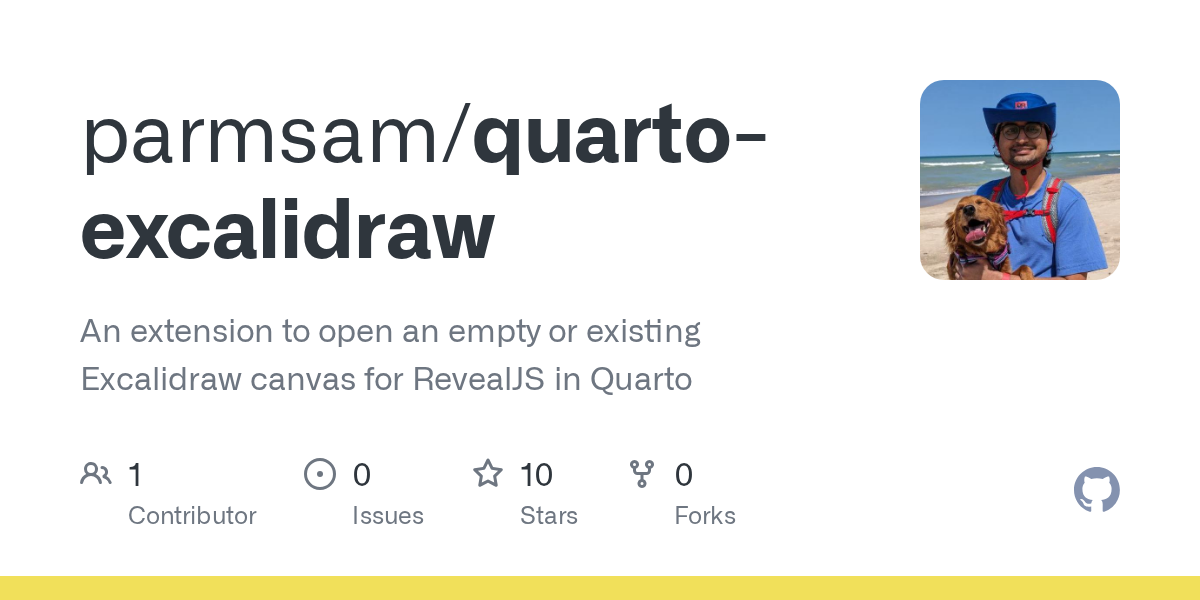 parmsam/quarto-
excalidraw
An extension to open an empty or existing
Excalidraw canvas for RevealJS in Quarto
1 0 10 0
Contributor Issues Stars Forks